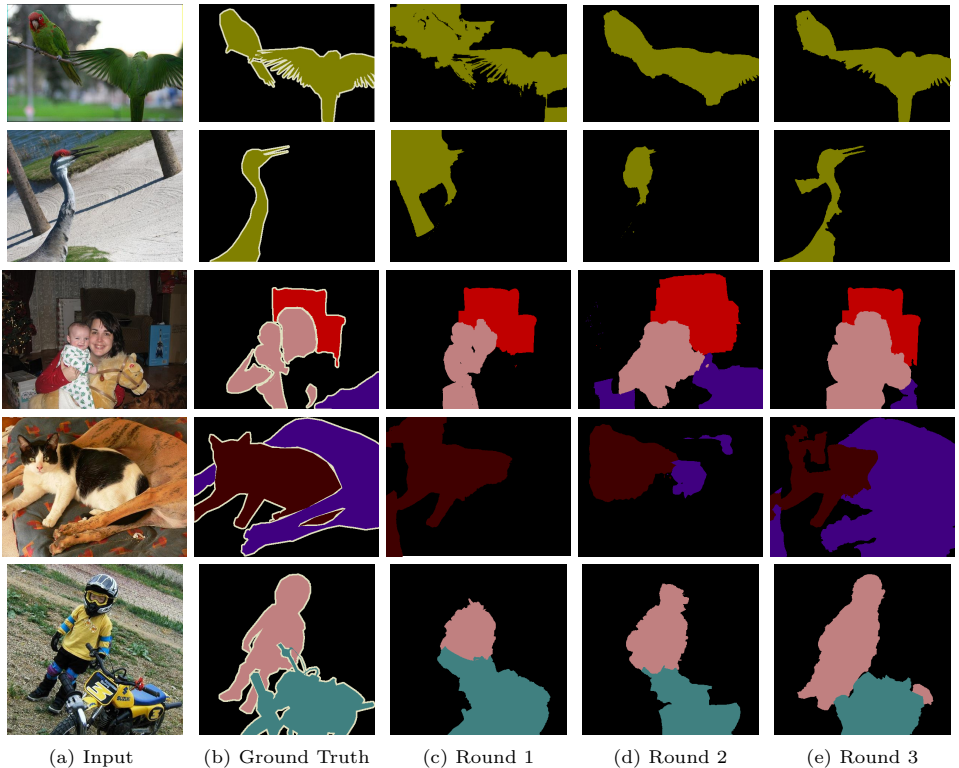 (a) Input
(b) Ground Truth
(c) Round 1
(d) Round 2
(e) Round 3